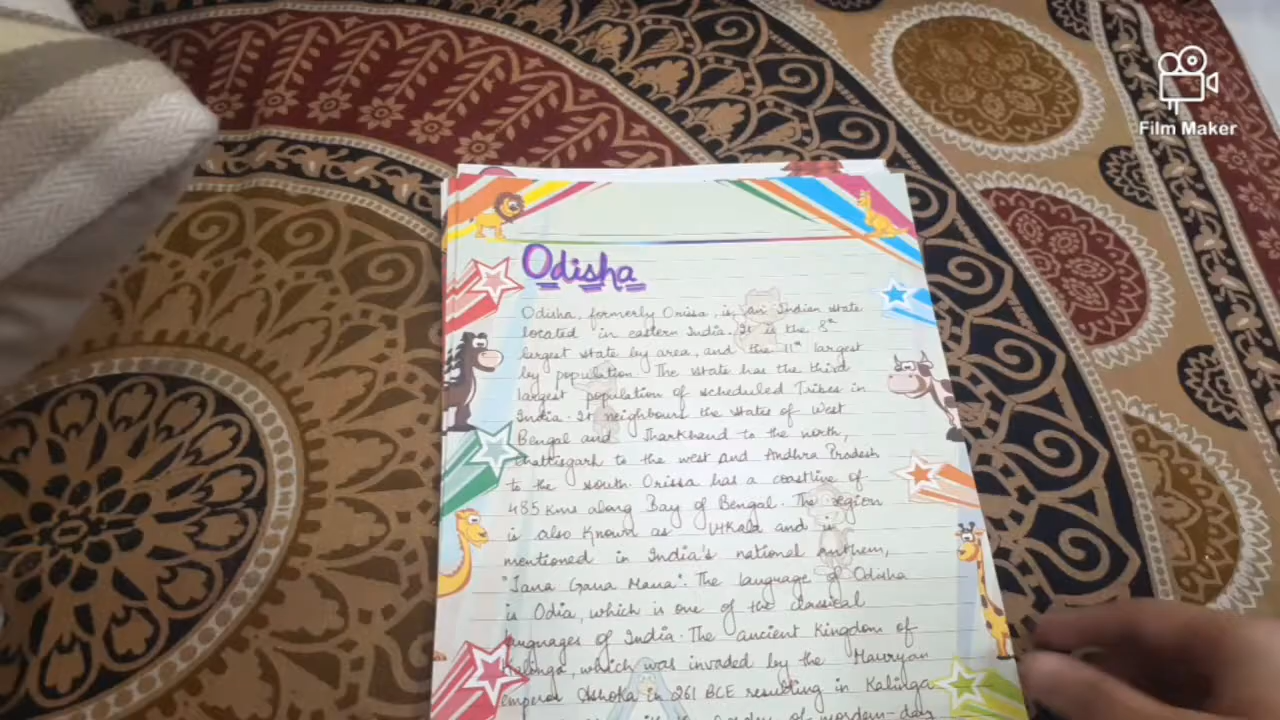 Film Maker
Odisha
Odisha, formerly Orissa, is an Indian state
located in eastern India. It is the 8th
largest state by area, and the 11th largest
by population. The state has the third
largest population of scheduled Tribes in
India. It neighbours the states of West
Bengal and Jharkhand to the north,
Chattisgarh to the west and Andhra Pradesh
to the south. Orissa has a coastline of
485 kms along Bay of Bengal. The region
is also known as Utkala and is
mentioned in India's national anthem,
"Jana Gana Mana". The language of Odisha
is Odia, which is one of the classical
languages of India. The ancient kingdom of
Kalinga, which was invaded by the Mauryan
emperor Ashoka in 261 BCE resulting in Kalinga
of modern-day